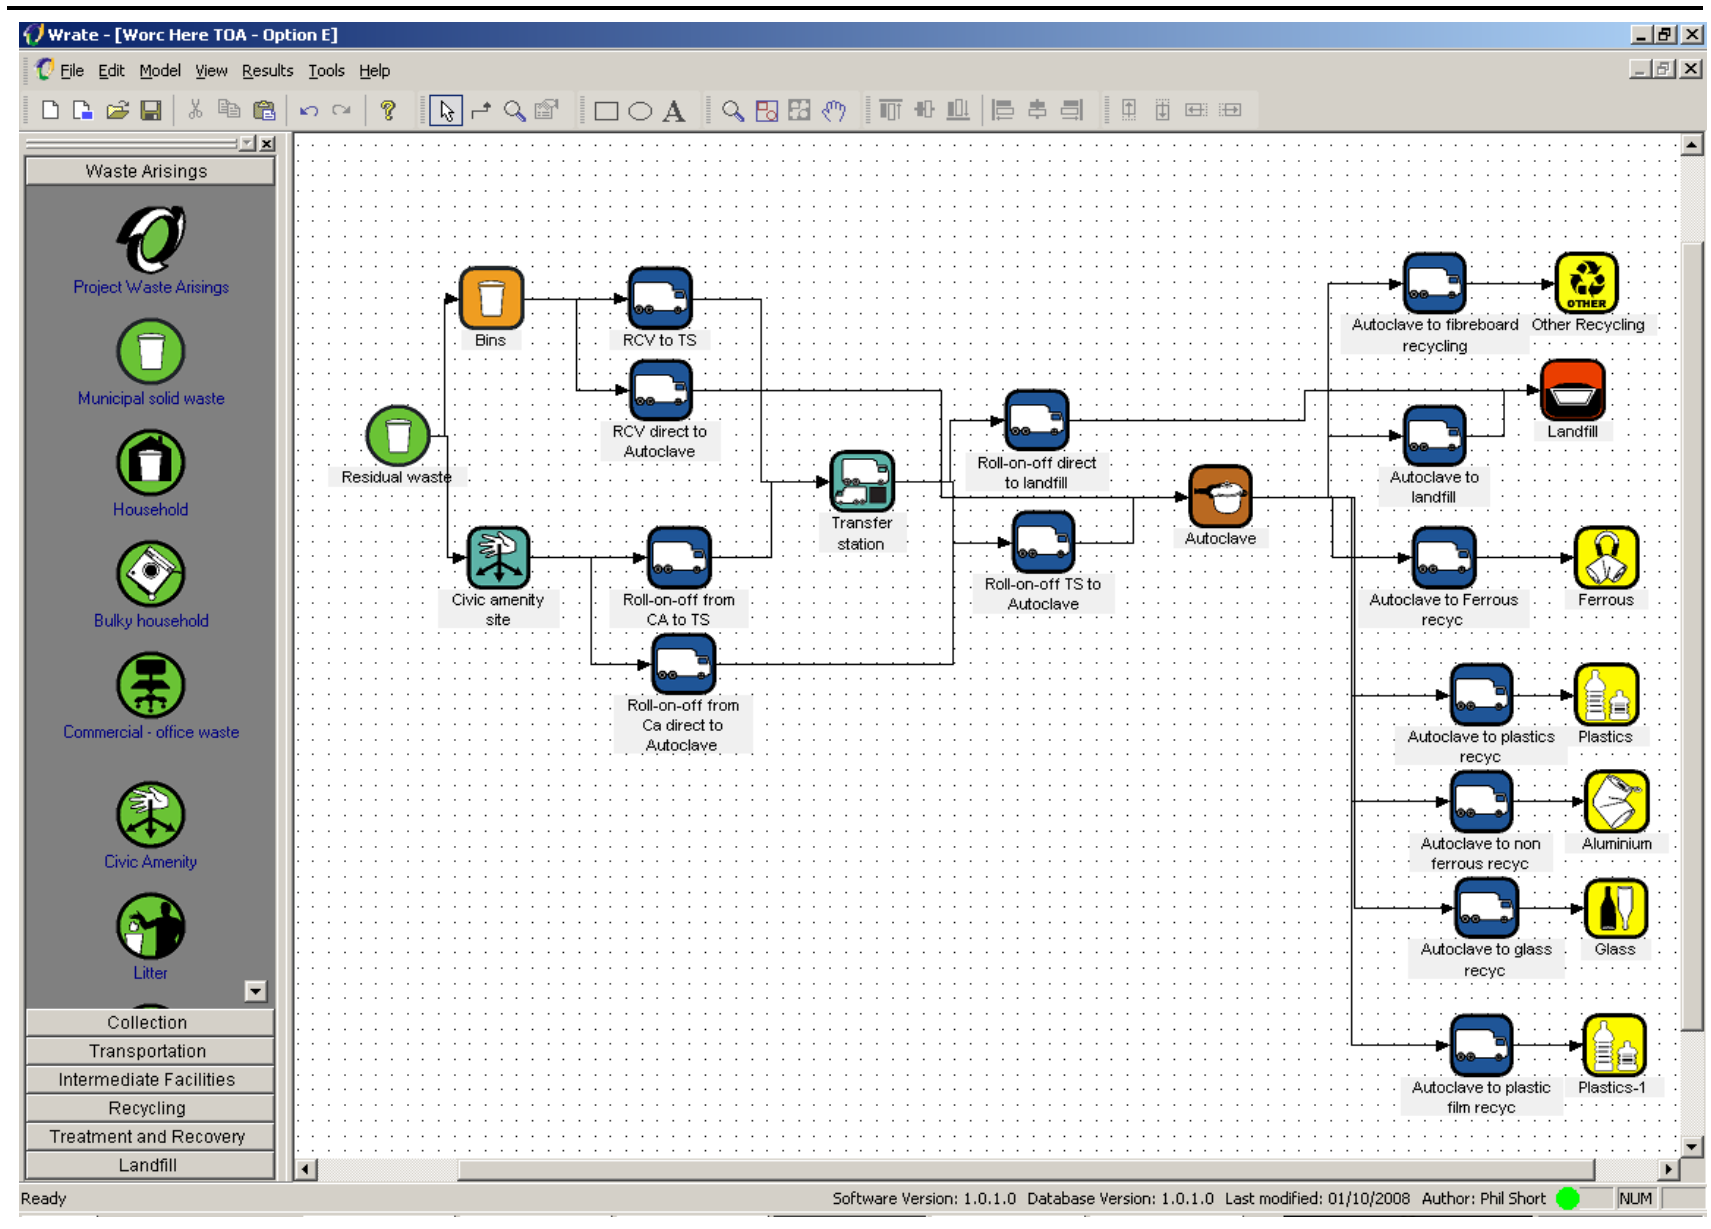 Wrate - [Worc Here TOA - Option E]
File Edit Model View Results Tools Help
A
Waste Arisings
Project Waste Arisings
Municipal solid waste
Household
Bulky household
Commercial - office waste
Civic Amenity
Litter
Collection
Transportation
Intermediate Facilities
Recycling
Treatment and Recovery
Landfill
Residual waste
Bins
Civic amenity
site
RCV to TS
RCV direct to
Autoclave
Roll-on-off from
CA to TS
Roll-on-off from
Ca direct to
Autoclave
Transfer
station
Roll-on-off direct
to landfill
Roll-on-off TS to
Autoclave
Autoclave
Autoclave to fibreboard
recycling
OTHER
Other Recycling
Autoclave to
landfill
Landfill
Autoclave to Ferrous
recyc
Ferrous
Autoclave to plastics
recyc
Plastics
Autoclave to non
ferrous recyc
Aluminium
Autoclave to glass
recyc
Glass
Autoclave to plastic
film recyc
Plastics-1
Ready
Software Version: 1.0.1.0 Database Version: 1.0.1.0 Last modified: 01/10/2008 Author: Phil Short
NUM